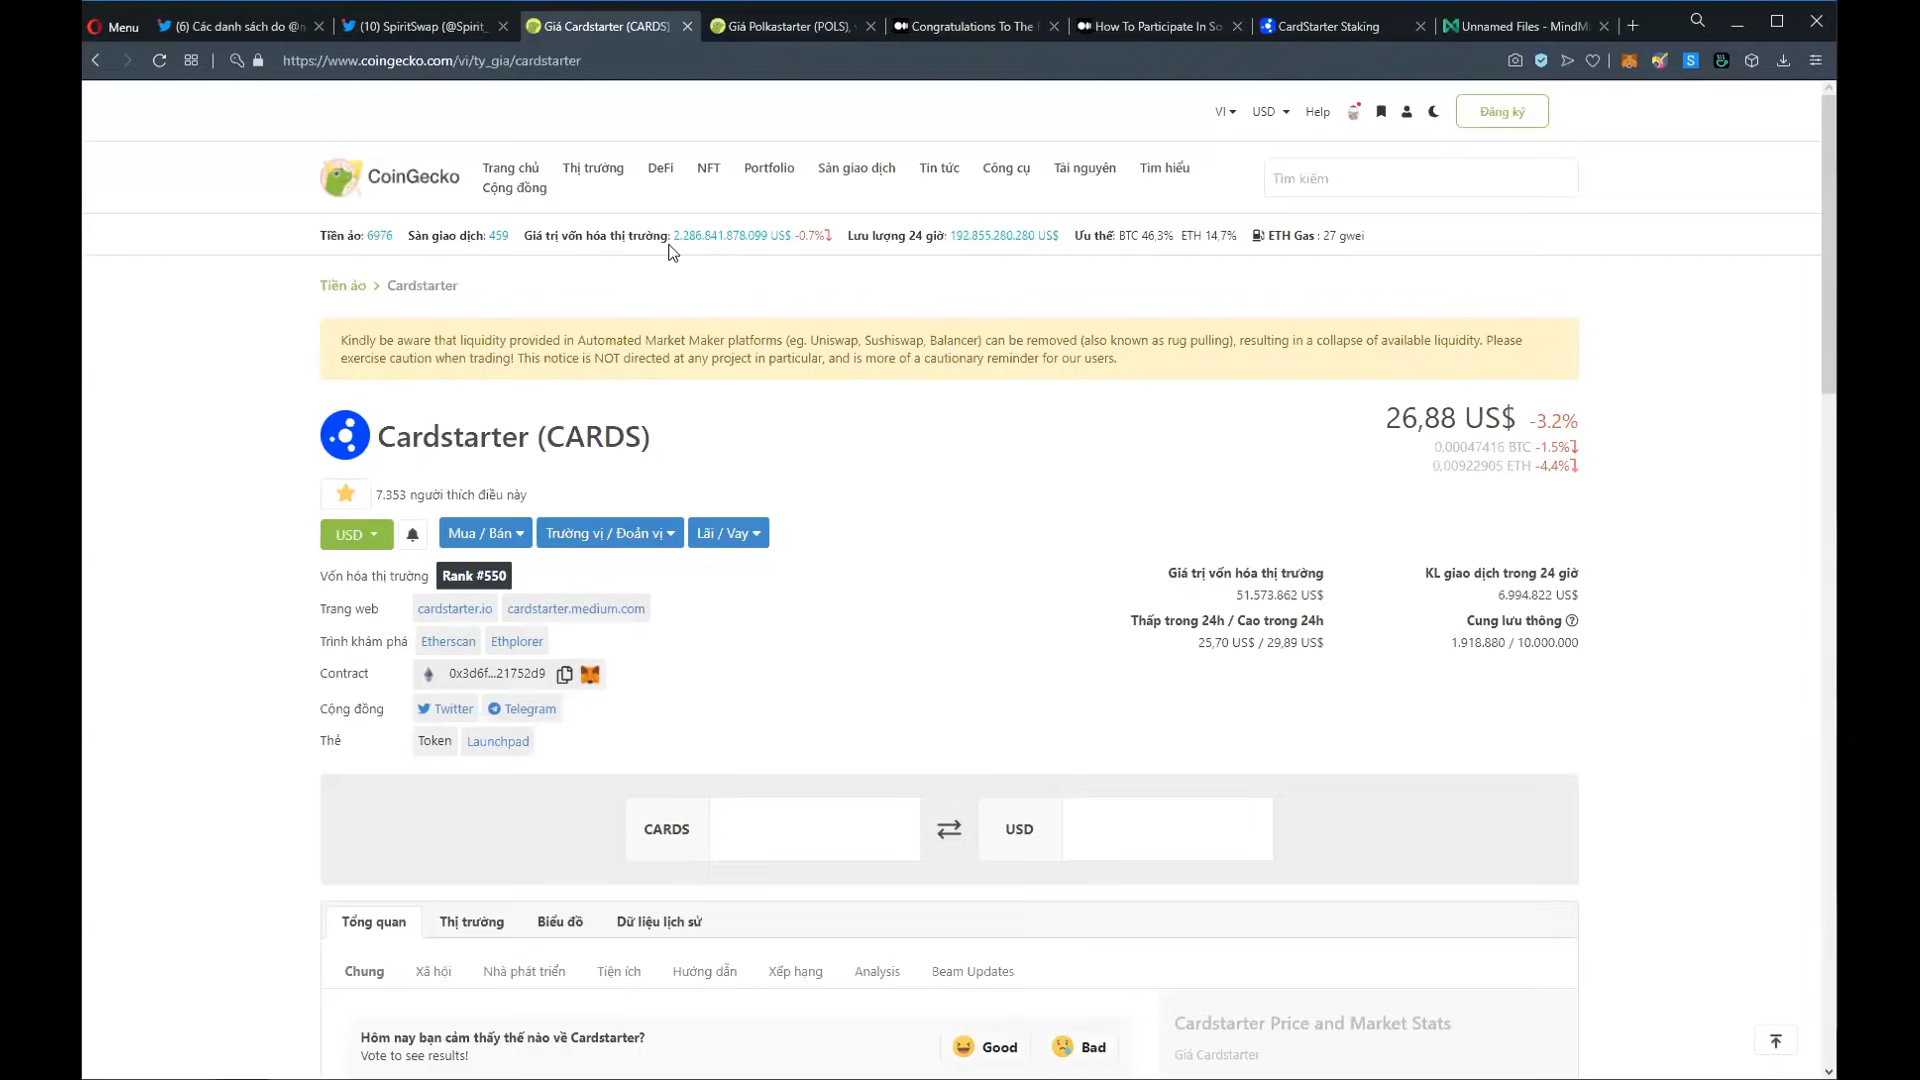 Menu
(6) Các danh sách do @n
(10) SpiritSwap (@Spirit_
Giá Cardstarter (CARDS)
Giá Polkastarter (POLS),
Congratulations To The
How To Participate In So
CardStarter Staking
Unnamed Files - MindM
https://www.coingecko.com/vi/ty_gia/cardstarter
VI
USD
Help
Đăng ký
CoinGecko
Trang chủ
Thị trường
DeFi
NFT
Portfolio
Sàn giao dịch
Tin tức
Công cụ
Tài nguyên
Tìm hiểu
Cộng đồng
Tìm kiếm
Tiền ảo: 6976
Sàn giao dịch: 459
Giá trị vốn hóa thị trường: 2.286.841.878.099 US$ -0.7%
Lưu lượng 24 giờ: 192.855.280.280 US$
Ưu thế: BTC 46,3% ETH 14,7%
ETH Gas : 27 gwei
Tiền ảo > Cardstarter
Kindly be aware that liquidity provided in Automated Market Maker platforms (eg. Uniswap, Sushiswap, Balancer) can be removed (also known as rug pulling), resulting in a collapse of available liquidity. Please
exercise caution when trading! This notice is NOT directed at any project in particular, and is more of a cautionary reminder for our users.
Cardstarter (CARDS)
26,88 US$ -3.2%
0,00047416 BTC -1.5%
0,00922905 ETH -4.4%
7.353 người thích điều này
USD
Mua / Bán
Trường vị / Đoản vị
Lãi / Vay
Vốn hóa thị trường Rank #550
Trang web cardstarter.io cardstarter.medium.com
Trình khám phá Etherscan Ethplorer
Contract 0x3d6f...21752d9
Cộng đồng Twitter Telegram
Thẻ Token Launchpad
Giá trị vốn hóa thị trường
51.573.862 US$
KL giao dịch trong 24 giờ
6.994.822 US$
Thấp trong 24h / Cao trong 24h
25,70 US$ / 29,89 US$
Cung lưu thông
1.918.880 / 10.000.000
CARDS
USD
Tổng quan
Thị trường
Biểu đồ
Dữ liệu lịch sử
Chung
Xã hội
Nhà phát triển
Tiện ích
Hướng dẫn
Xếp hạng
Analysis
Beam Updates
Hôm nay bạn cảm thấy thế nào về Cardstarter?
Vote to see results!
Good
Bad
Cardstarter Price and Market Stats
Giá Cardstarter